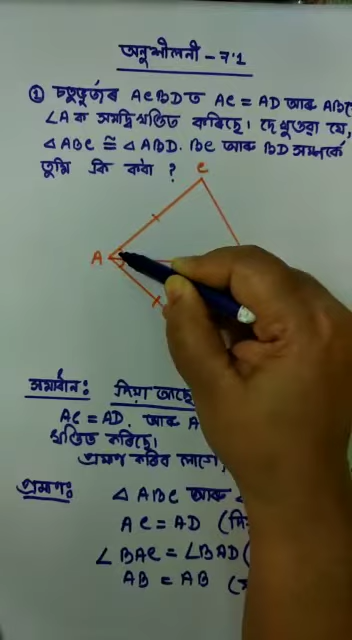 অনুশীলনী - ৭.1
① চতুৰ্ভুজ ACBD ত AC = AD আৰু AB
∠A ক সমদ্বিখণ্ডিত কৰিছে। দেখুওৱা যে,
△ABC ≅ △ABD. BC আৰু BD সম্পৰ্কে
তুমি কি কবা ?
C
A
সমাধান: দিয়া আছে
AC = AD. আৰু A
খণ্ডিত কৰিছে।
প্ৰমাণ কৰিব লাগে,
প্ৰমাণ: △ABC আৰু
AC = AD
∠BAC = ∠BAD
AB = AB